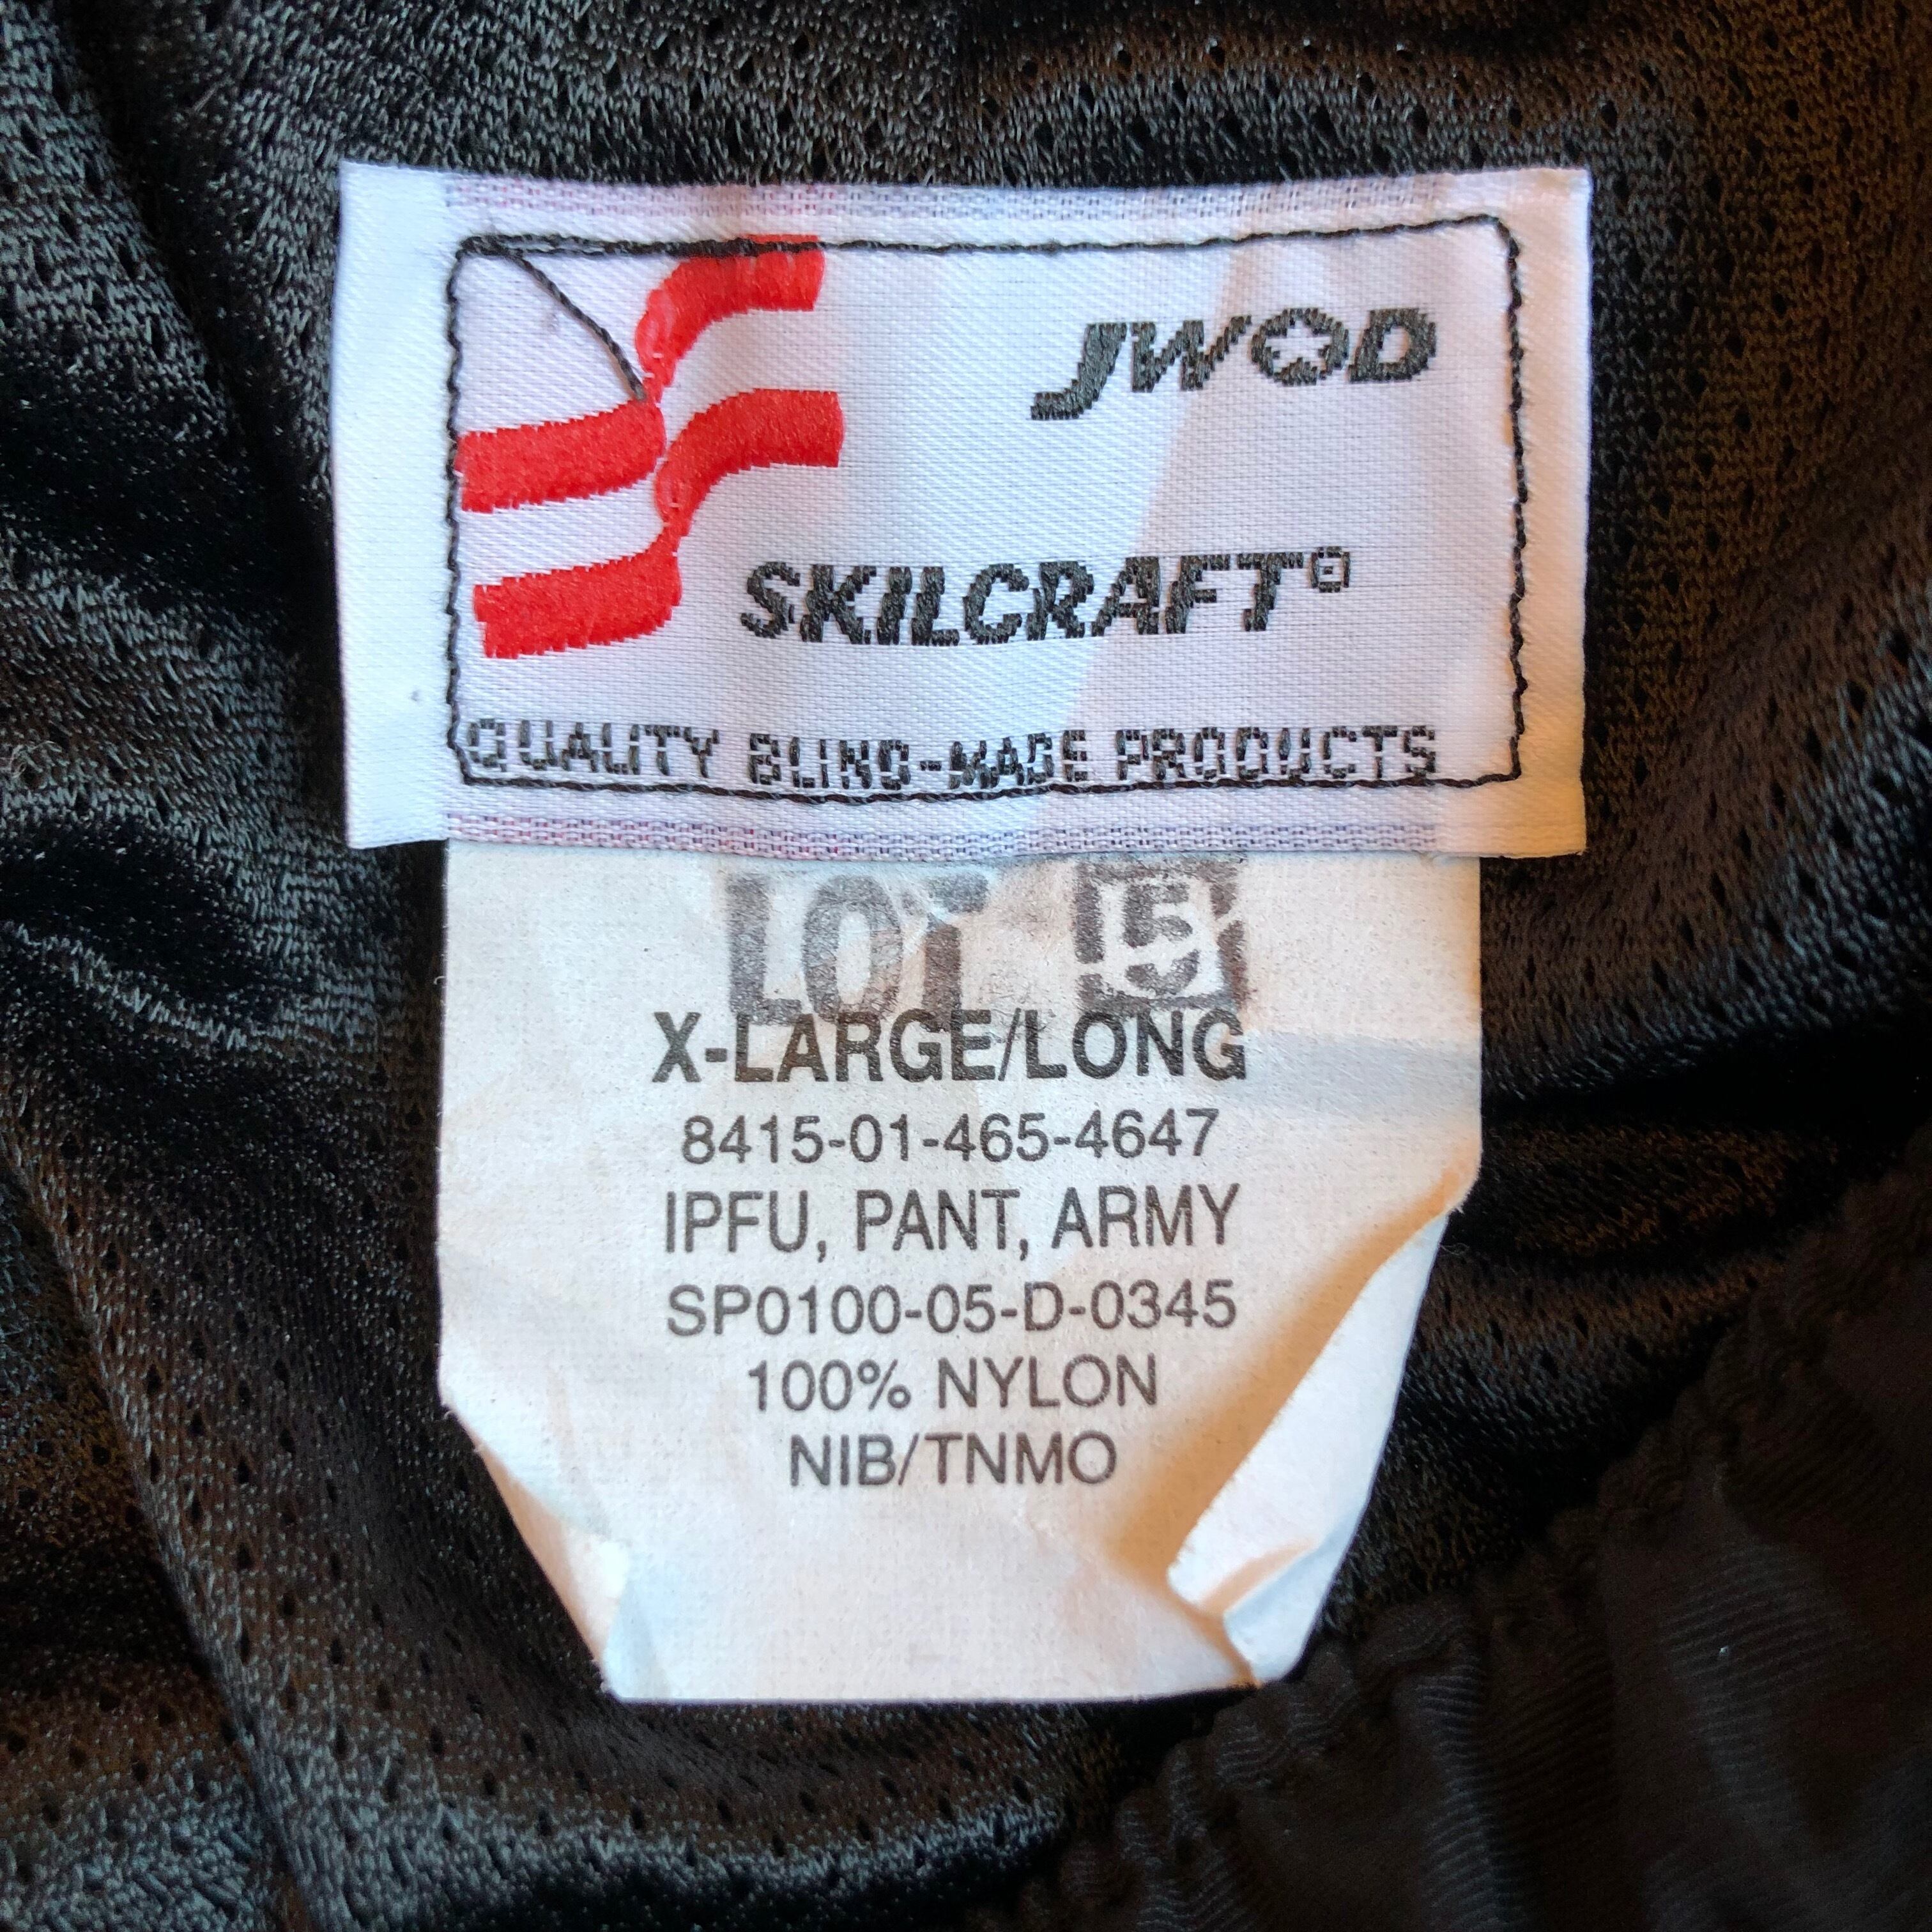 JWOD
SKILCRAFT®
QUALITY BLIND-MADE PRODUCTS
LOT 5
X-LARGE/LONG
8415-01-465-4647
IPFU, PANT, ARMY
SP0100-05-D-0345
100% NYLON
NIB/TNMO